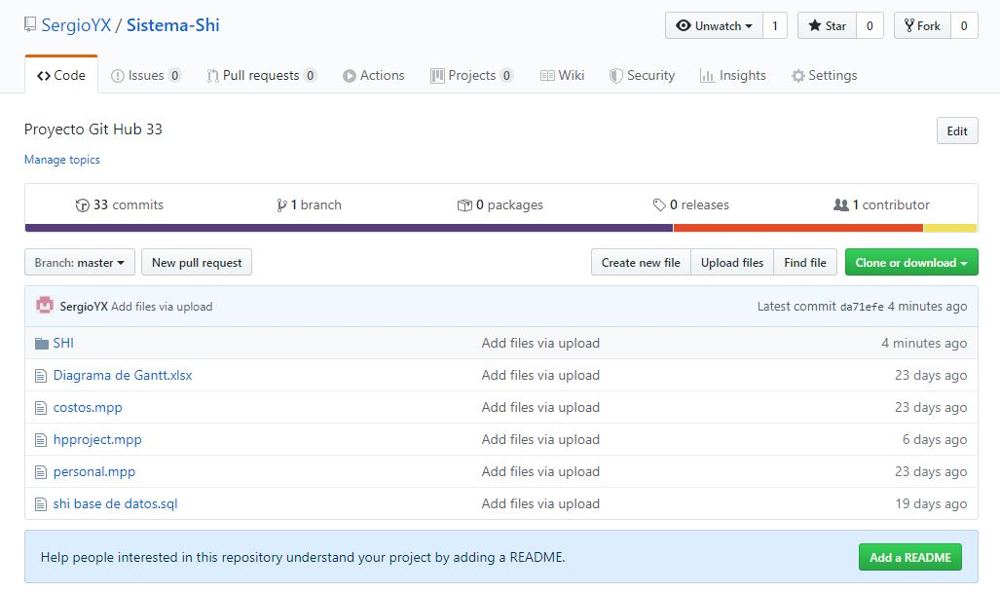 SergioYX / Sistema-Shi
Unwatch 1 Star 0 Fork 0
Code Issues 0 Pull requests 0 Actions Projects 0 Wiki Security Insights Settings
Proyecto Git Hub 33
Edit
Manage topics
33 commits 1 branch 0 packages 0 releases 1 contributor
Branch: master New pull request Create new file Upload files Find file Clone or download
SergioYX Add files via upload Latest commit da71efe 4 minutes ago
SHI Add files via upload 4 minutes ago
Diagrama de Gantt.xlsx Add files via upload 23 days ago
costos.mpp Add files via upload 23 days ago
hpproject.mpp Add files via upload 6 days ago
personal.mpp Add files via upload 23 days ago
shi base de datos.sql Add files via upload 19 days ago
Help people interested in this repository understand your project by adding a README. Add a README